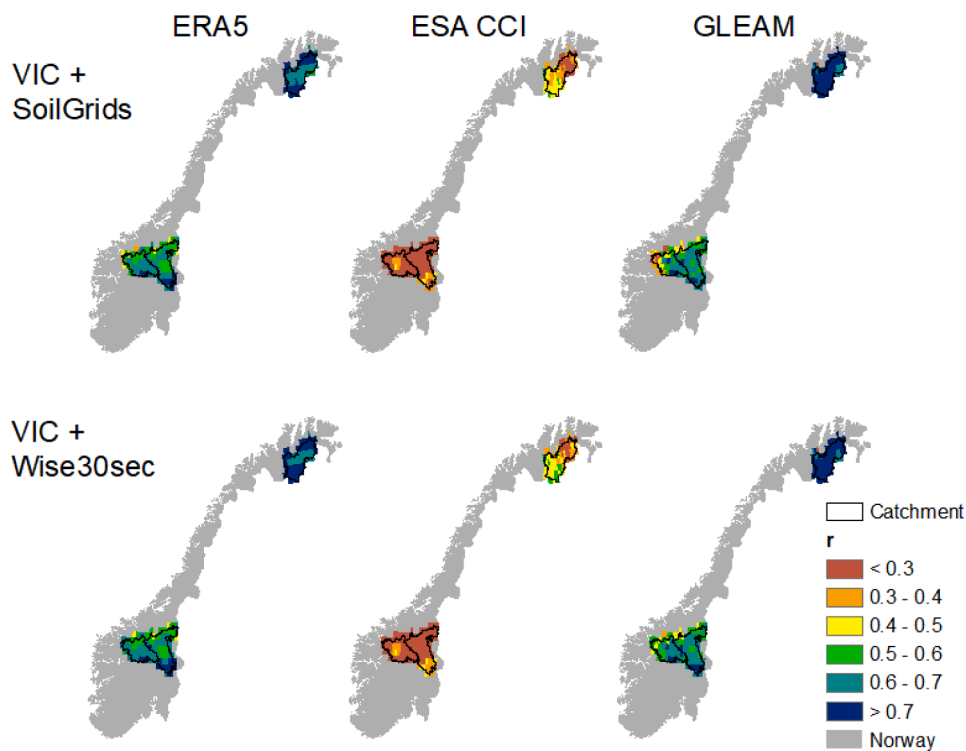 ERA5 ESA CCI GLEAM
VIC +
SoilGrids
VIC +
Wise30sec
Catchment
r
< 0.3
0.3 - 0.4
0.4 - 0.5
0.5 - 0.6
0.6 - 0.7
> 0.7
Norway